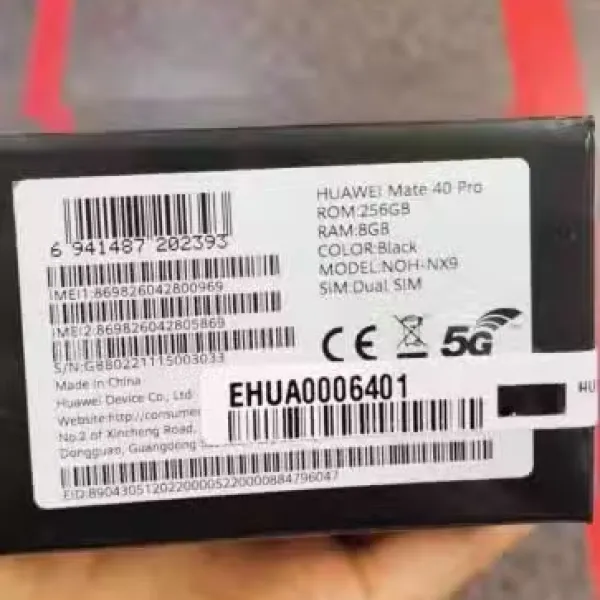 6 941487 202393
HUAWEI Mate 40 Pro
ROM:256GB
RAM:8GB
COLOR:Black
MODEL:NOH-NX9
SIM:Dual SIM
IMEI1:869826042800969
IMEI2:869826042805869
S/N:GBB0221115003033
CE
5G
Made in China
Huawei Device Co., Ltd
Website:http://consumer
No.2 of Xincheng Road,
Dongguan, Guangdong
EHUA0006401
HU
EID:89043051202200005220000884796047